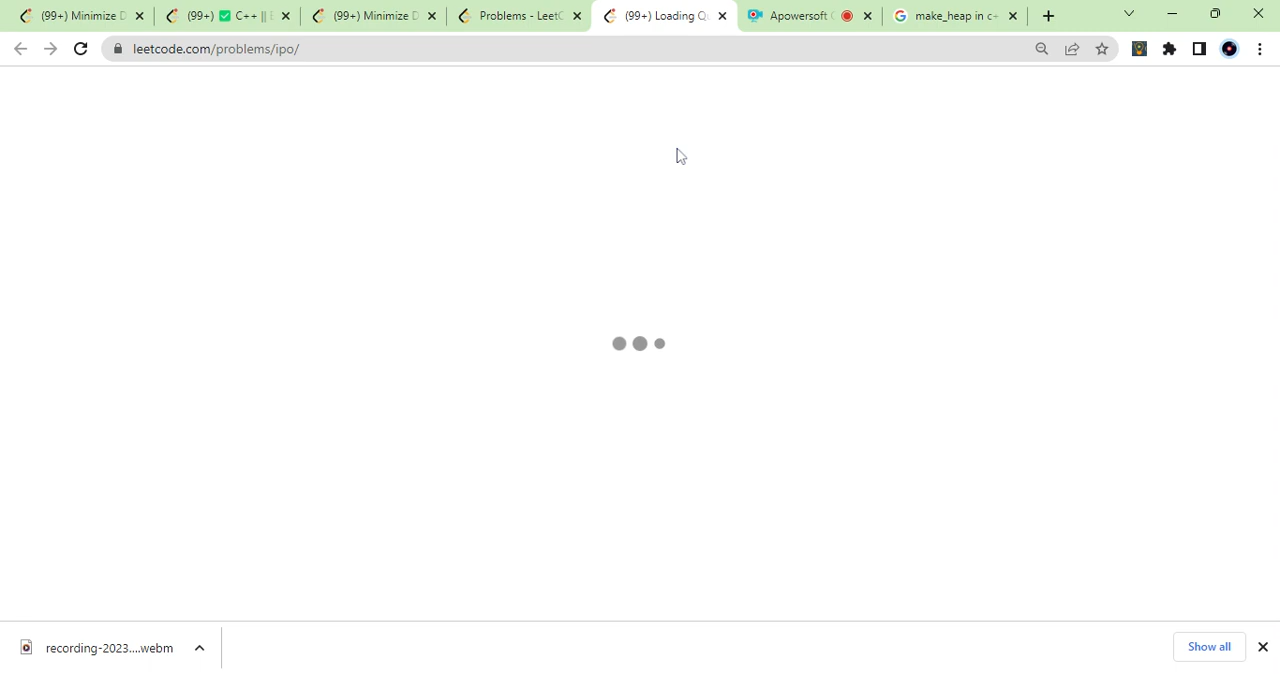 (99+) Minimize D
(99+) ✅ C++ ||
(99+) Minimize D
Problems - LeetC
(99+) Loading Qu
Apowersoft
make_heap in c+
leetcode.com/problems/ipo/
recording-2023....webm
Show all